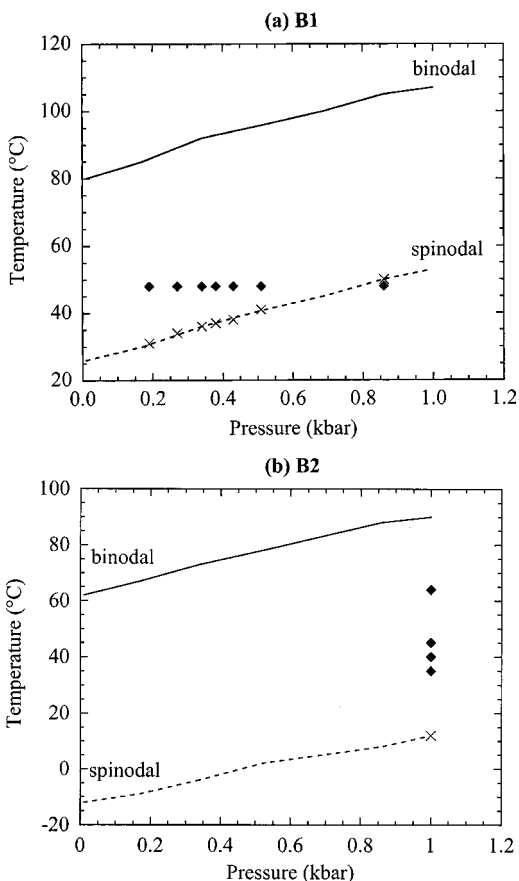 (a) B1
120
100
80
60
40
20
Temperature (°C)
binodal
spinodal
0.0 0.2 0.4 0.6 0.8 1.0 1.2
Pressure (kbar)
(b) B2
100
80
60
40
20
0
-20
Temperature (°C)
binodal
spinodal
0 0.2 0.4 0.6 0.8 1 1.2
Pressure (kbar)